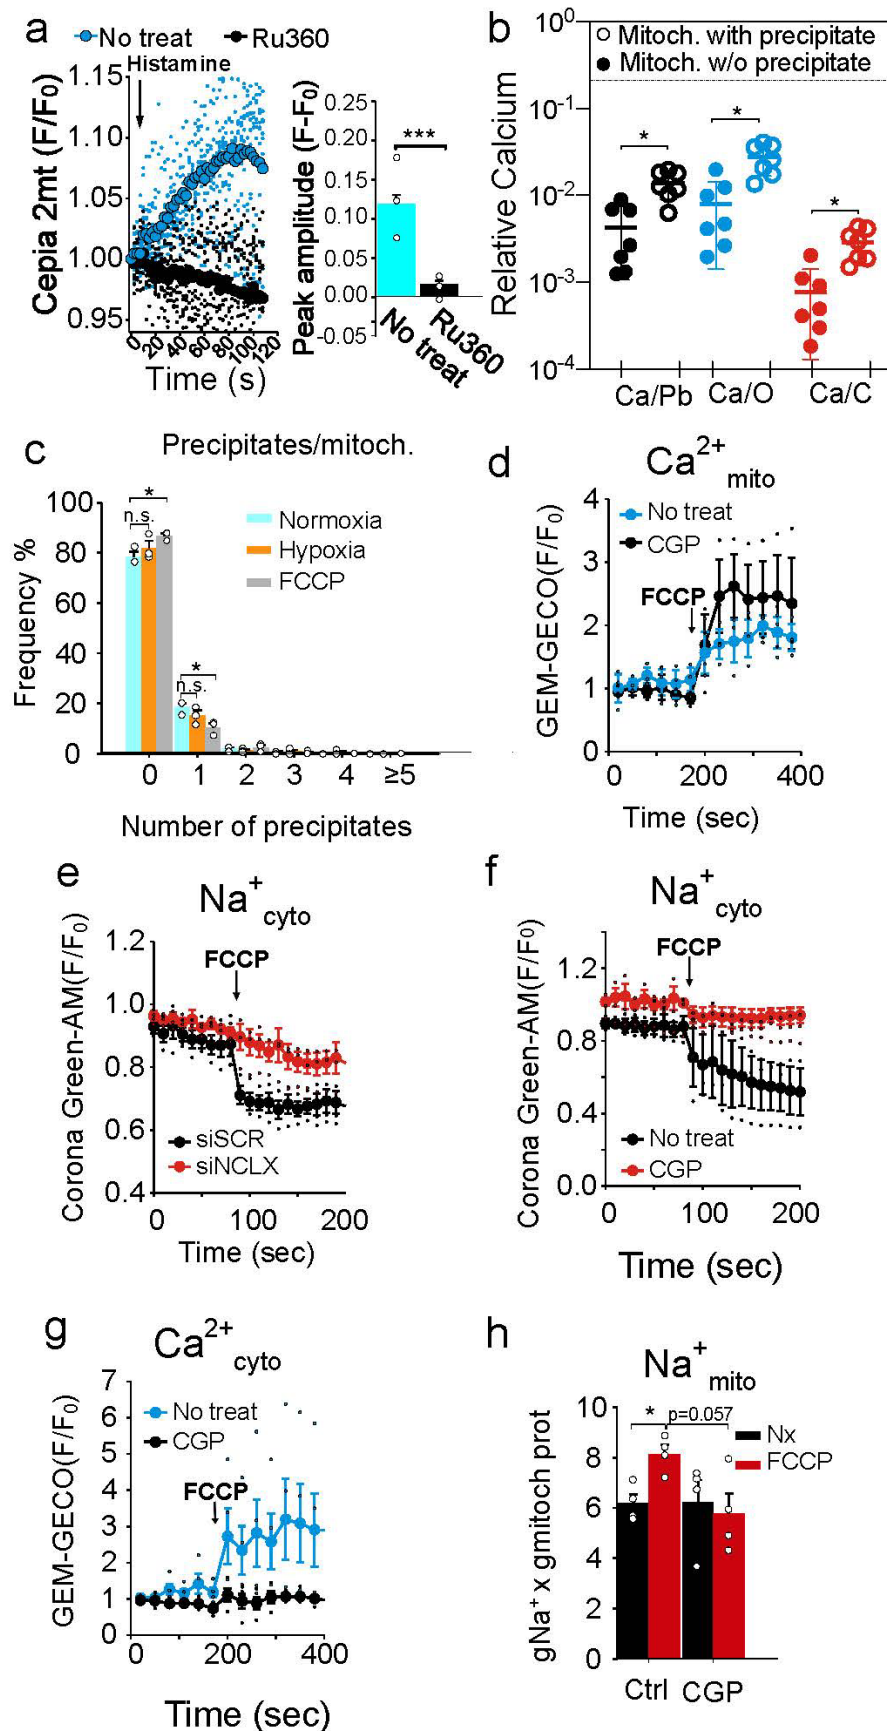 a
No treat
Ru360
Histamine
Cepia 2mt (F/F0)
1.15
1.10
1.05
1.00
0.95
0
20
40
60
80
100
120
Time (s)
Peak amplitude (F-F0)
0.25
0.20
0.15
0.10
0.05
0.00
-0.05
***
No treat
Ru360
b
Mitoch. with precipitate
Mitoch. w/o precipitate
Relative Calcium
10^0
10^-1
10^-2
10^-3
10^-4
*
*
*
Ca/Pb
Ca/O
Ca/C
c
Precipitates/mitoch.
Frequency %
100
80
60
40
20
0
*
n.s.
*
n.s.
Normoxia
Hypoxia
FCCP
0 1 2 3 4 ≥5
Number of precipitates
d
Ca2+ mito
GEM-GECO(F/F0)
4
3
2
1
0
No treat
CGP
FCCP
0 200 400
Time (sec)
e
Na+ cyto
Corona Green-AM(F/F0)
1.2
1.0
0.8
0.6
0.4
FCCP
siSCR
siNCLX
0 100 200
Time (sec)
f
Na+ cyto
Corona Green-AM(F/F0)
1.2
0.8
0.4
0.0
FCCP
No treat
CGP
0 100 200
Time (sec)
g
Ca2+ cyto
GEM-GECO(F/F0)
7
6
5
4
3
2
1
0
No treat
CGP
FCCP
0 200 400
Time (sec)
h
Na+ mito
gNa+ x gmitoch prot
10
8
6
4
2
0
*
p=0.057
Nx
FCCP
Ctrl CGP